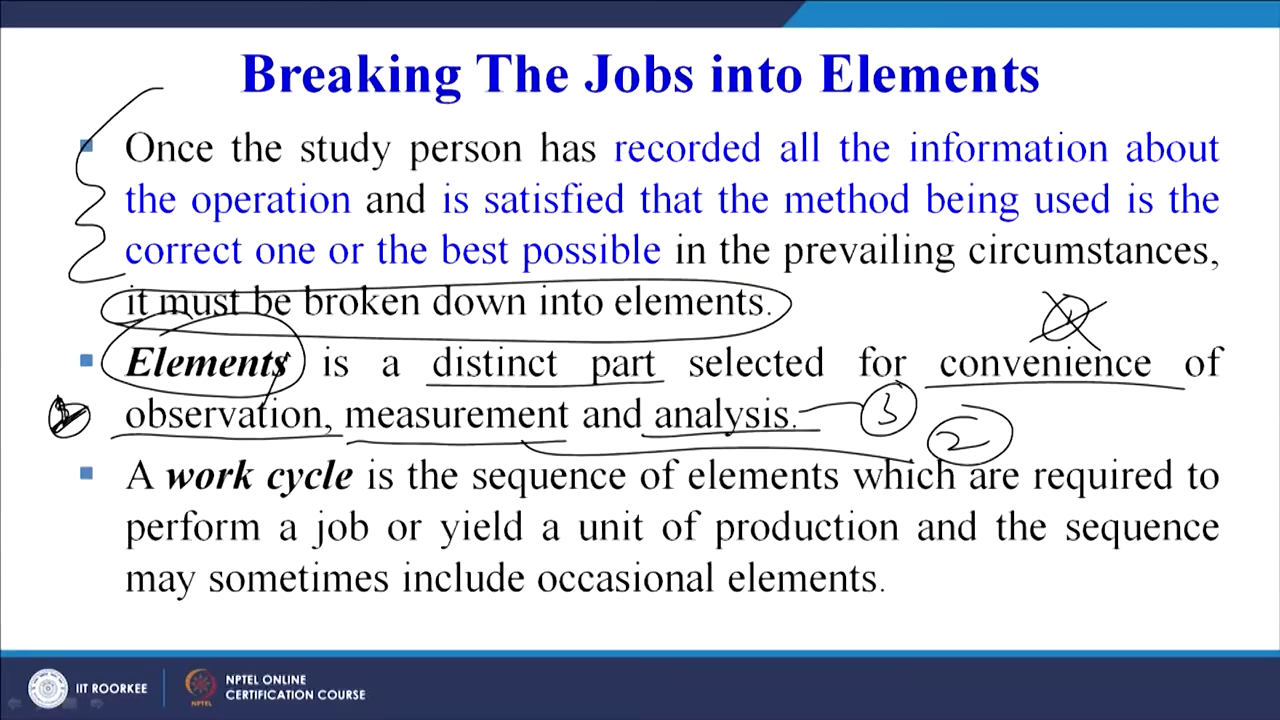 Breaking The Jobs into Elements
Once the study person has recorded all the information about
the operation and is satisfied that the method being used is the
correct one or the best possible in the prevailing circumstances,
it must be broken down into elements.
Elements is a distinct part selected for convenience of
observation, measurement and analysis. 3
2
A work cycle is the sequence of elements which are required to
perform a job or yield a unit of production and the sequence
may sometimes include occasional elements.
IIT ROORKEE
NPTEL ONLINE
CERTIFICATION COURSE
NPTEL